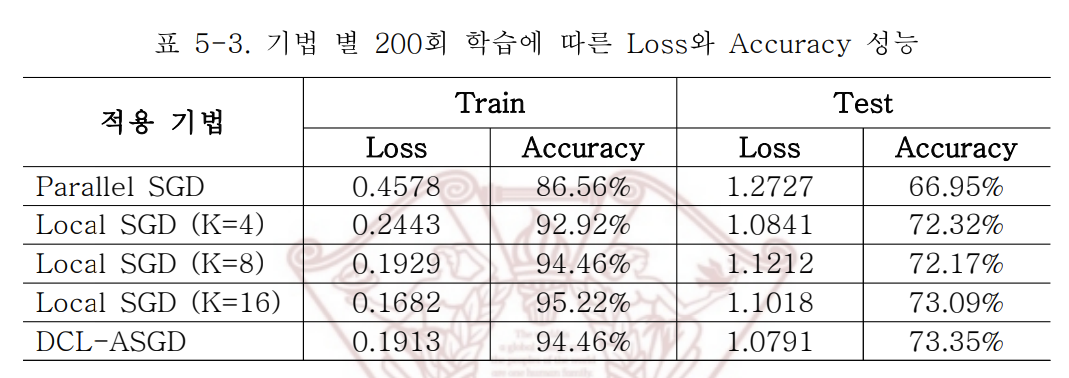 표 5-3. 기법 별 200회 학습에 따른 Loss와 Accuracy 성능
적용 기법 Train Test
Loss Accuracy Loss Accuracy
Parallel SGD 0.4578 86.56% 1.2727 66.95%
Local SGD (K=4) 0.2443 92.92% 1.0841 72.32%
Local SGD (K=8) 0.1929 94.46% 1.1212 72.17%
Local SGD (K=16) 0.1682 95.22% 1.1018 73.09%
DCL-ASGD 0.1913 94.46% 1.0791 73.35%